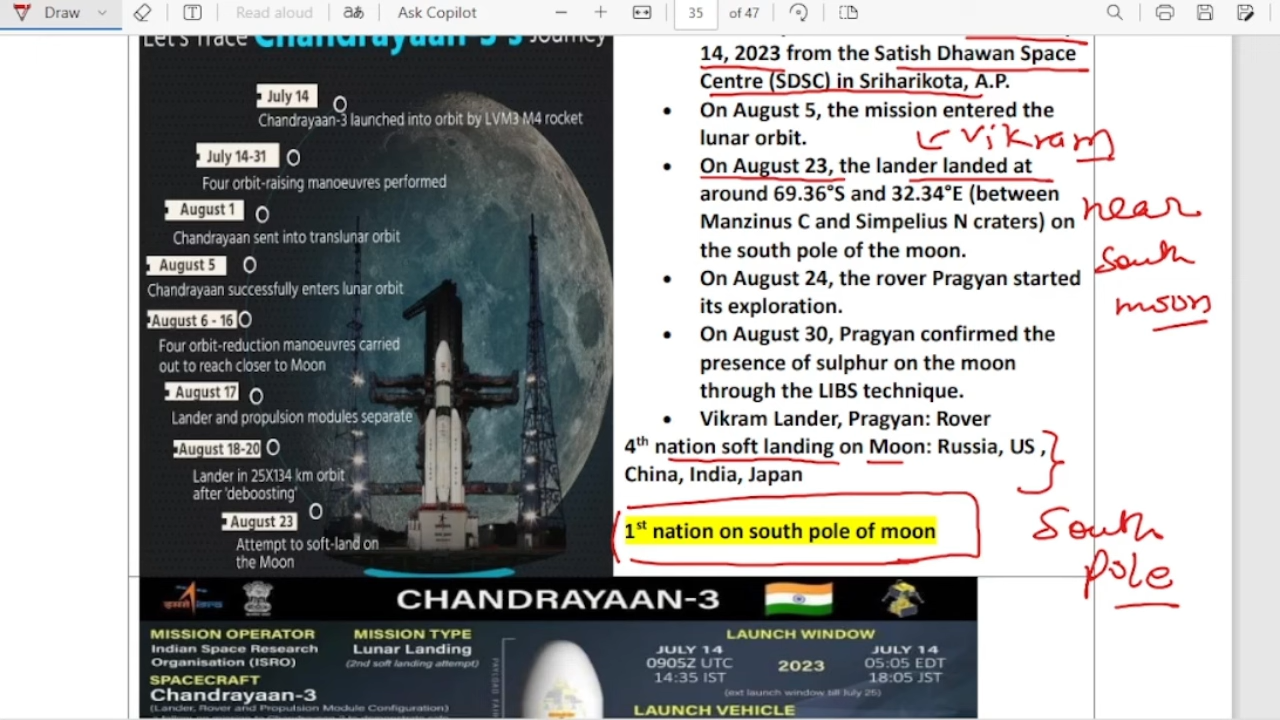 Draw
Read aloud
Ask Copilot
35
of 47
Let's Trace Chandrayaan-3's Journey
July 14
Chandrayaan-3 launched into orbit by LVM3 M4 rocket
July 14-31
Four orbit-raising manoeuvres performed
August 1
Chandrayaan sent into translunar orbit
August 5
Chandrayaan successfully enters lunar orbit
August 6 - 16
Four orbit-reduction manoeuvres carried
out to reach closer to Moon
August 17
Lander and propulsion modules separate
August 18-20
Lander in 25X134 km orbit
after 'deboosting'
August 23
Attempt to soft-land on
the Moon
14, 2023 from the Satish Dhawan Space
Centre (SDSC) in Sriharikota, A.P.
• On August 5, the mission entered the
lunar orbit.
Vikram
• On August 23, the lander landed at
around 69.36°S and 32.34°E (between
Manzinus C and Simpelius N craters) on
the south pole of the moon.
near
south
moon
• On August 24, the rover Pragyan started
its exploration.
• On August 30, Pragyan confirmed the
presence of sulphur on the moon
through the LIBS technique.
• Vikram Lander, Pragyan: Rover
4th nation soft landing on Moon: Russia, US ,
China, India, Japan
1st nation on south pole of moon
South
Pole
CHANDRAYAAN-3
MISSION OPERATOR
Indian Space Research
Organisation (ISRO)
MISSION TYPE
Lunar Landing
(2nd soft landing attempt)
SPACECRAFT
Chandrayaan-3
(Lander, Rover and Propulsion Module Configuration)
LAUNCH WINDOW
JULY 14
0905Z UTC
14:35 IST
2023
JULY 14
05:05 EDT
18:05 JST
(ext launch window till July 25)
LAUNCH VEHICLE